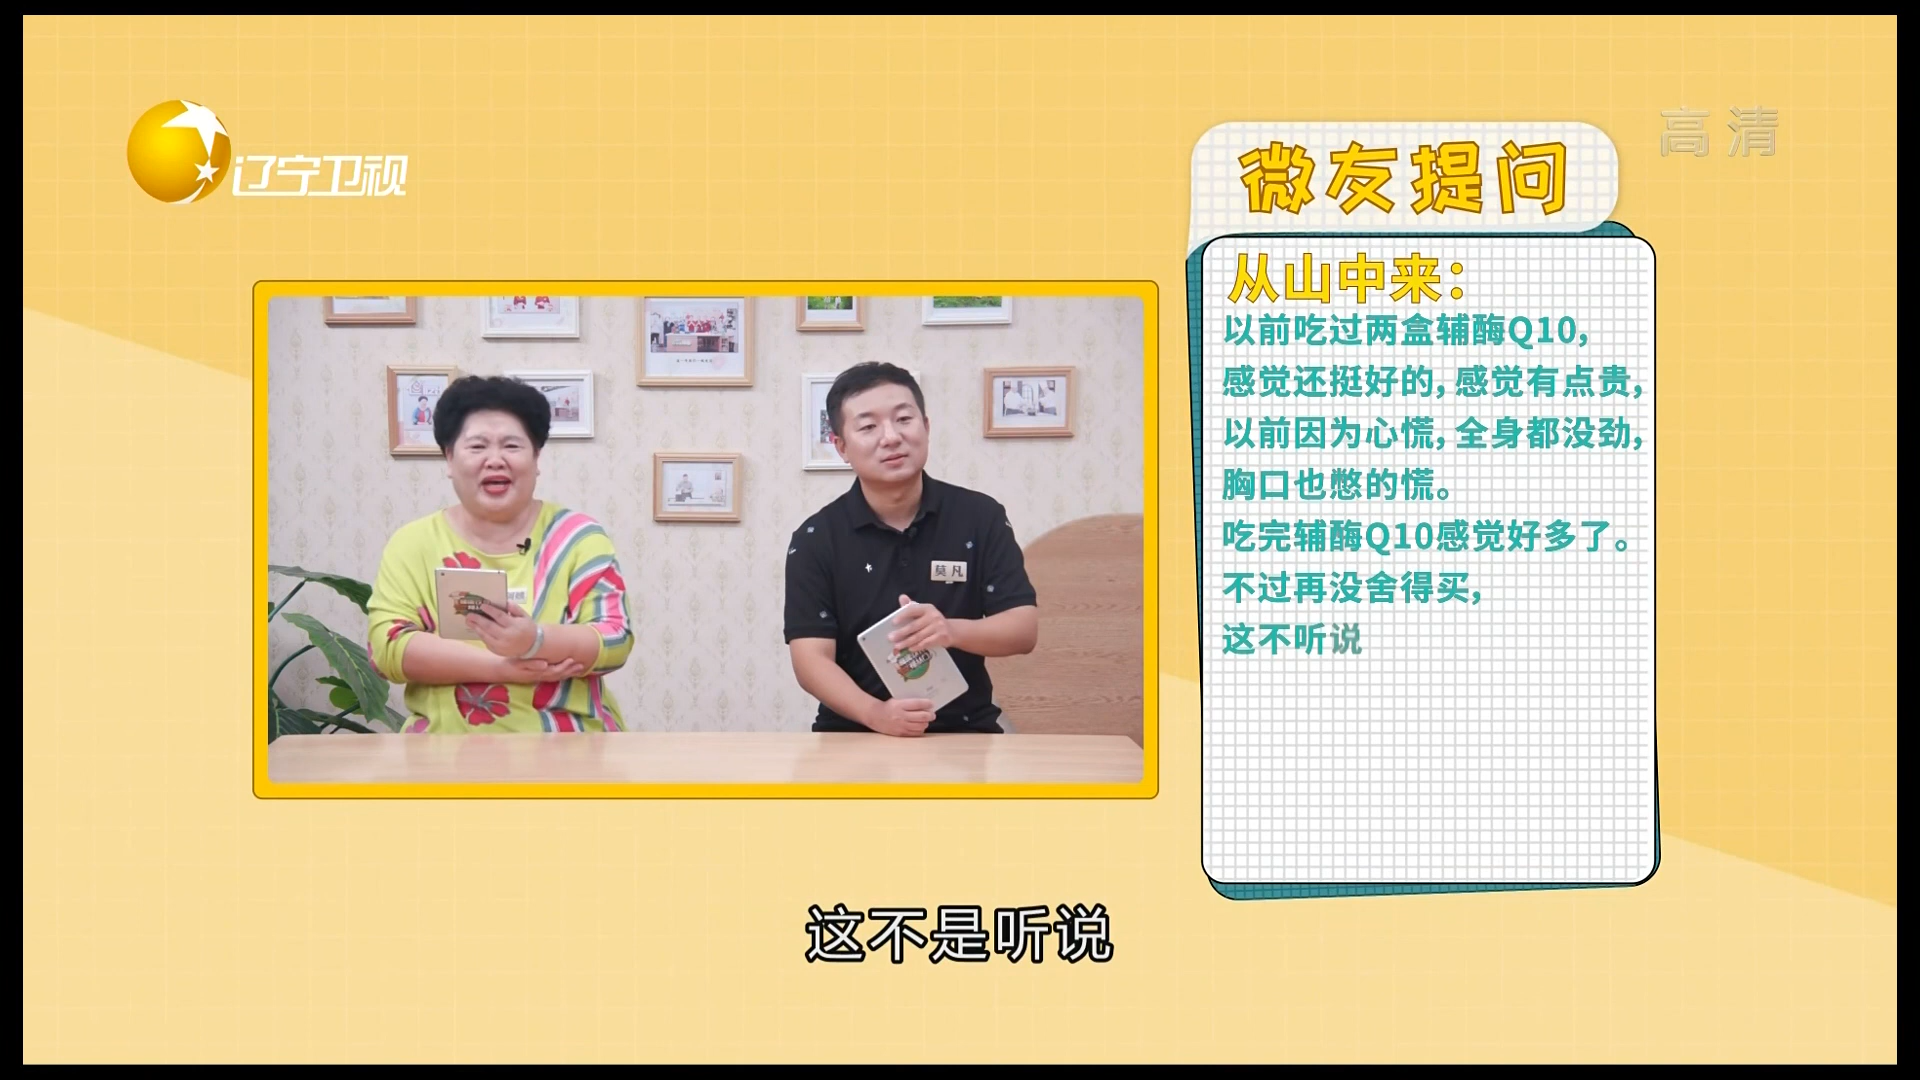 辽宁卫视
高清
微友提问
从山中来：
以前吃过两盒辅酶Q10，
感觉还挺好的，感觉有点贵，
以前因为心慌，全身都没劲，
胸口也憋的慌。
吃完辅酶Q10感觉好多了。
不过再没舍得买，
这不听说
莫凡
这不是听说